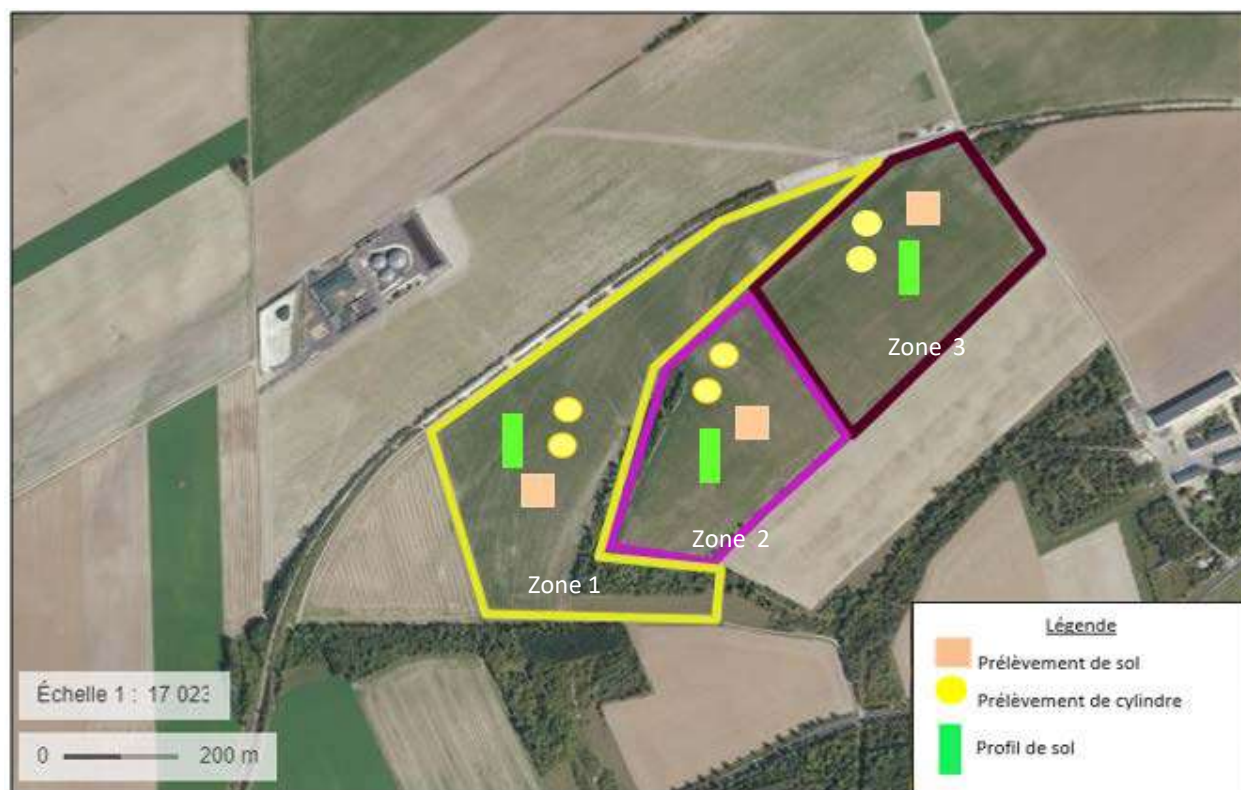 Zone 3
Zone 2
Zone 1
Légende
Prélèvement de sol
Prélèvement de cylindre
Profil de sol
Échelle 1 : 17 023
0 200 m